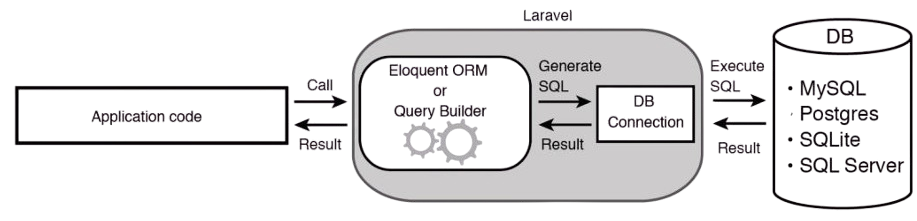 Laravel
Application code
Call
Result
Eloquent ORM
or
Query Builder
Generate
SQL
Result
DB
Connection
Execute
SQL
Result
DB
· MySQL
· Postgres
· SQLite
· SQL Server